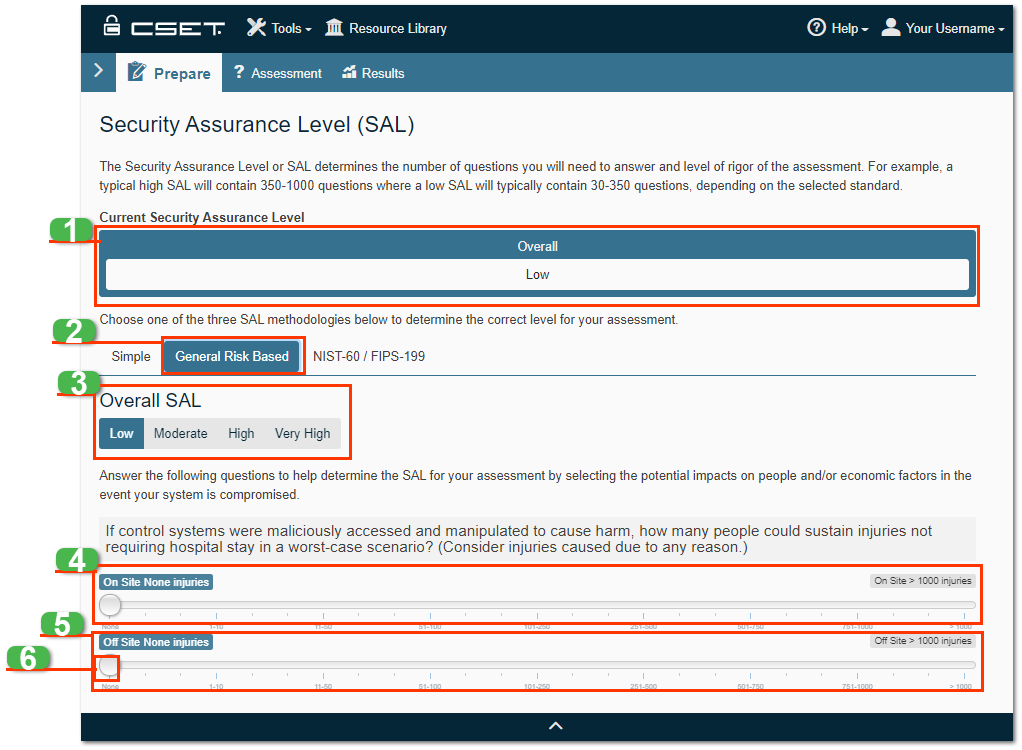 CSET Tools Resource Library Help Your Username
Prepare ? Assessment Results
Security Assurance Level (SAL)
The Security Assurance Level or SAL determines the number of questions you will need to answer and level of rigor of the assessment. For example, a
typical high SAL will contain 350-1000 questions where a low SAL will typically contain 30-350 questions, depending on the selected standard.
Current Security Assurance Level
1
Overall
Low
Choose one of the three SAL methodologies below to determine the correct level for your assessment.
2
Simple General Risk Based NIST-60 / FIPS-199
3
Overall SAL
Low Moderate High Very High
Answer the following questions to help determine the SAL for your assessment by selecting the potential impacts on people and/or economic factors in the
event your system is compromised.
If control systems were maliciously accessed and manipulated to cause harm, how many people could sustain injuries not
requiring hospital stay in a worst-case scenario? (Consider injuries caused due to any reason.)
4
On Site None injuries On Site > 1000 injuries
None 1-10 11-50 51-100 101-250 251-500 501-750 751-1000 > 1000
5
Off Site None injuries Off Site > 1000 injuries
6
None 1-10 11-50 51-100 101-250 251-500 501-750 751-1000 > 1000